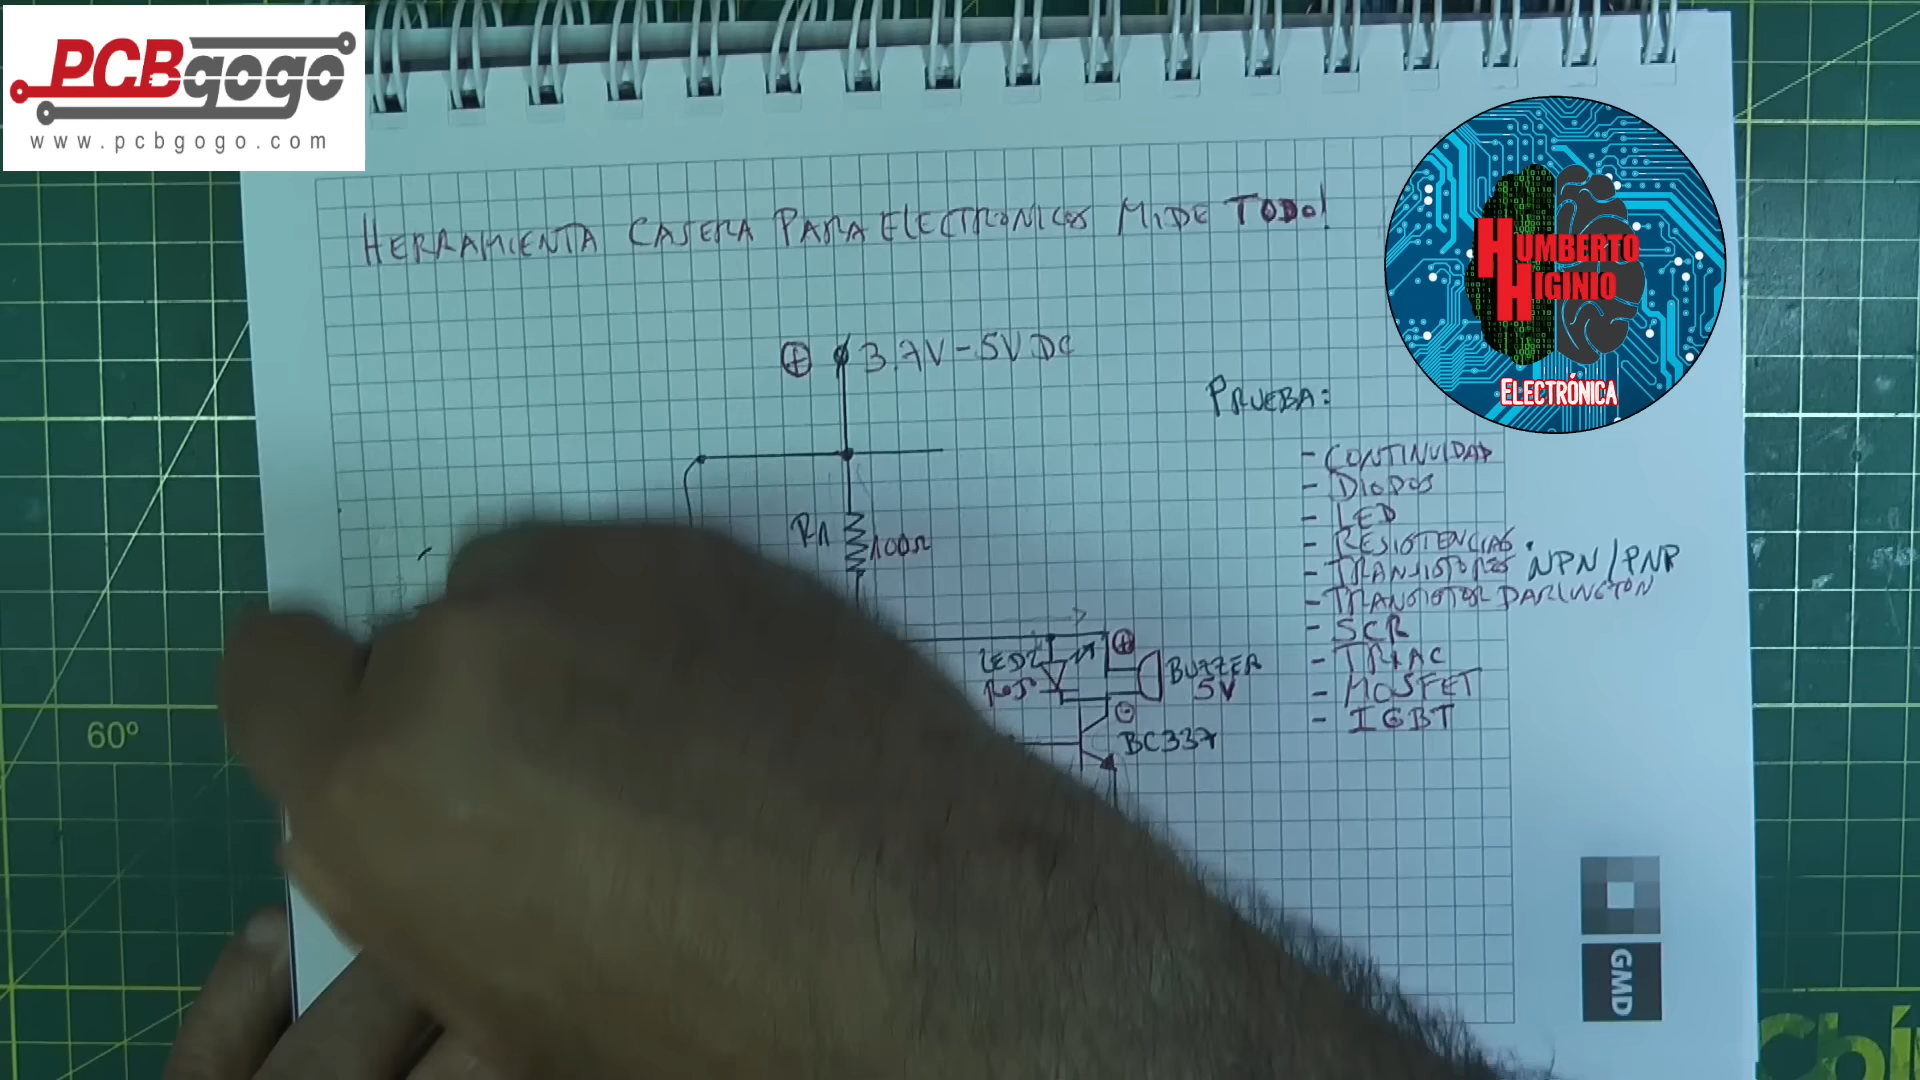 PCBgogo
www.pcbgogo.com
HERRAMIENTA CASERA PARA ELECTRONICOS MIDE TODO!
HUMBERTO
HIGINIO
ELECTRÓNICA
+ 3.7V-5V DC
PRUEBA:
- CONTINUIDAD
- DIODOS
- LED
- RESISTENCIAS.
- TRANSISTORES NPN/PNP
- TRANSISTOR DARLINGTON
- SCR
- TRIAC
- MOSFET
- IGBT
R1 100Ω
LED2
ROJO
+
BUZZER
5V
-
BC337
60º
GMD